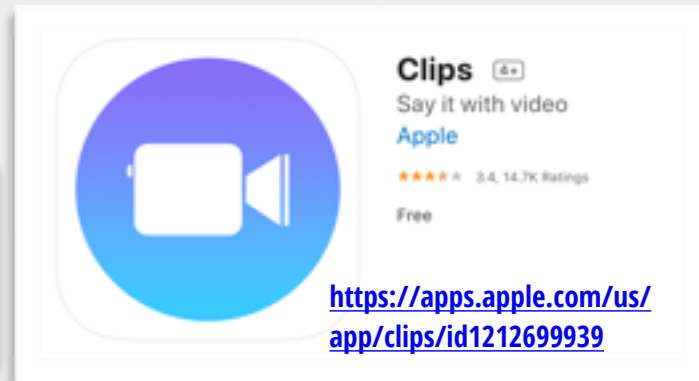 Clips 4+
Say it with video
Apple
★★★★★ 3.4, 14.7K Ratings
Free
https://apps.apple.com/us/
app/clips/id1212699939